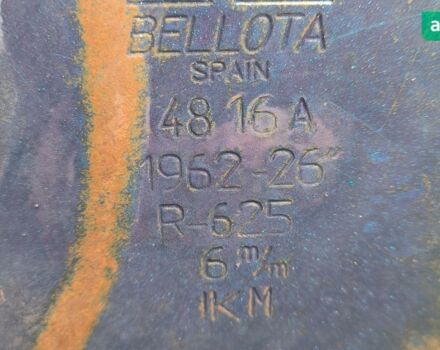 BELLOTA
SPAIN
48 16 A
1962-26"
R-625
6 m/m
IKM